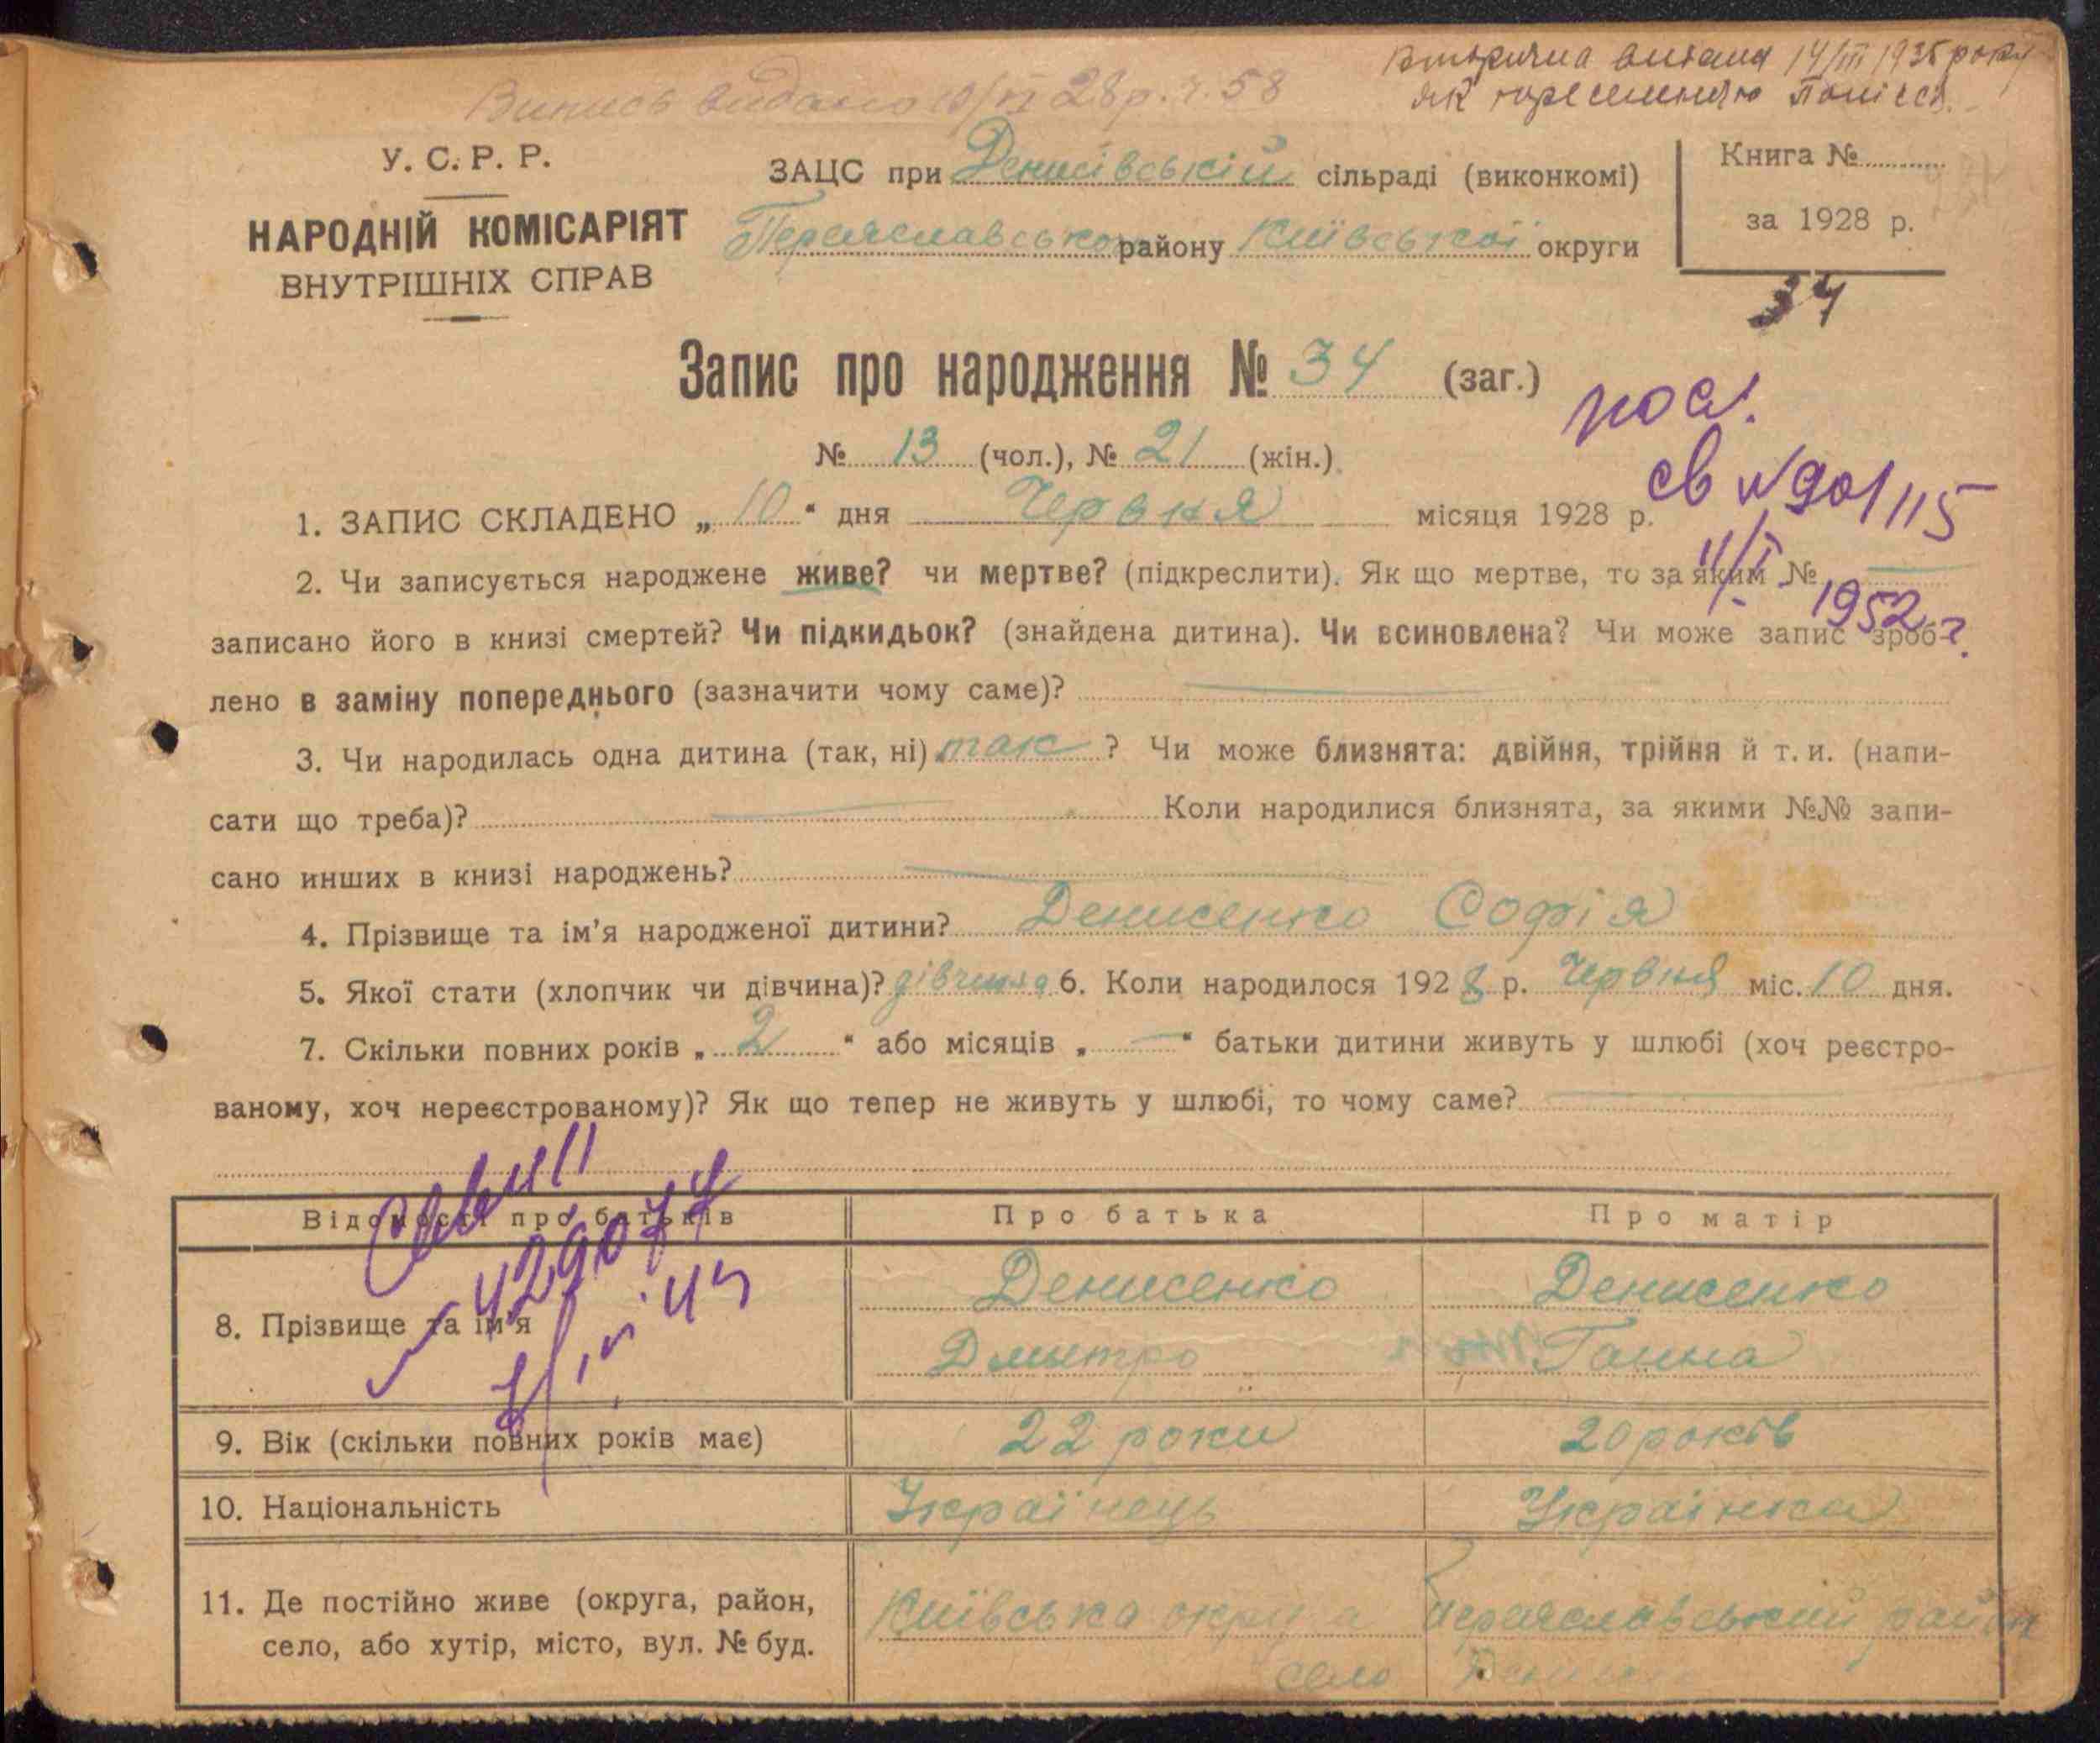 Випись видано 10/VI 28 р. ч. 58
Вторична видана 14/III 1935 року
як
У. С. Р. Р.
НАРОДНІЙ КОМІСАРІЯТ
ВНУТРІШНІХ СПРАВ
ЗАЦС при Денисівській сільраді (виконкомі)
Переяславсько району Київської округи
Книга №
за 1928 р.
34
Запис про народження № 34 (заг.)
№ 13 (чол.), № 21 (жін.)
св № 901115
11/I
1952
1. ЗАПИС СКЛАДЕНО „ 10 “ дня Червня місяця 1928 р.
2. Чи записується народжене живе? чи мертве? (підкреслити). Як що мертве, то за яким №
записано його в книзі смертей? Чи підкидьок? (знайдена дитина). Чи всиновлена? Чи може запис зроб-
лено в заміну попереднього (зазначити чому саме)?
3. Чи народилась одна дитина (так, ні) так ? Чи може близнята: двійня, трійня й т. и. (напи-
сати що треба)? Коли народилися близнята, за якими №№ запи-
сано инших в книзі народжень?
4. Прізвище та ім'я народженої дитини? Денисенко Софія
5. Якої стати (хлопчик чи дівчина)? дівчина 6. Коли народилося 1928 р. Червня міс. 10 дня.
7. Скільки повних років „ 2 “ або місяців „ — “ батьки дитини живуть у шлюбі (хоч реєстро-
ваному, хоч нереєстрованому)? Як що тепер не живуть у шлюбі, то чому саме?
Відомості про батьків Про батька Про матір
8. Прізвище та ім'я Денисенко Дмытро Денисенко Ганна
9. Вік (скільки повних років має) 22 роки 20 років
10. Національність Українець Українка
11. Де постійно живе (округа, район,
село, або хутір, місто, вул. № буд.
Київська округа Переяславський район
село